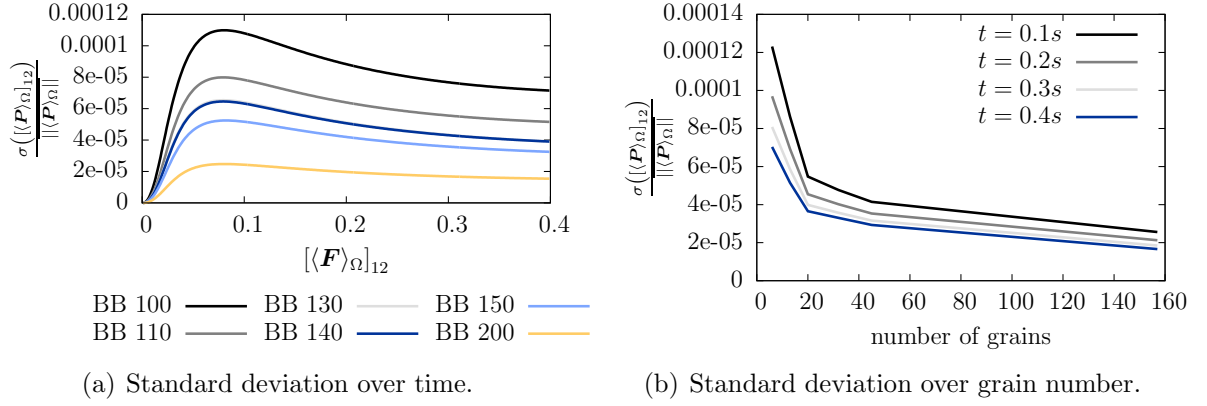 0.00012
0.0001
8e-05
6e-05
4e-05
2e-05
0
σ([⟨P⟩Ω]12)
||⟨P⟩Ω||
0 0.1 0.2 0.3 0.4
[⟨F⟩Ω]12
BB 100 BB 130 BB 150
BB 110 BB 140 BB 200
(a) Standard deviation over time.
0.00014
0.00012
0.0001
8e-05
6e-05
4e-05
2e-05
0
σ([⟨P⟩Ω]12)
||⟨P⟩Ω||
t = 0.1s
t = 0.2s
t = 0.3s
t = 0.4s
0 20 40 60 80 100 120 140 160
number of grains
(b) Standard deviation over grain number.